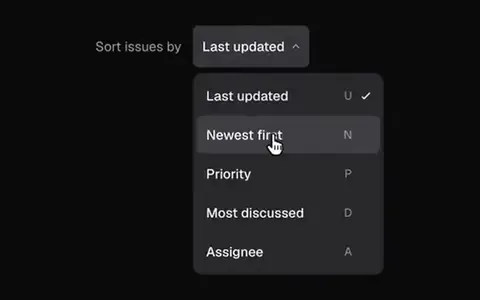 Sort issues by Last updated
Last updated U
Newest first N
Priority P
Most discussed D
Assignee A